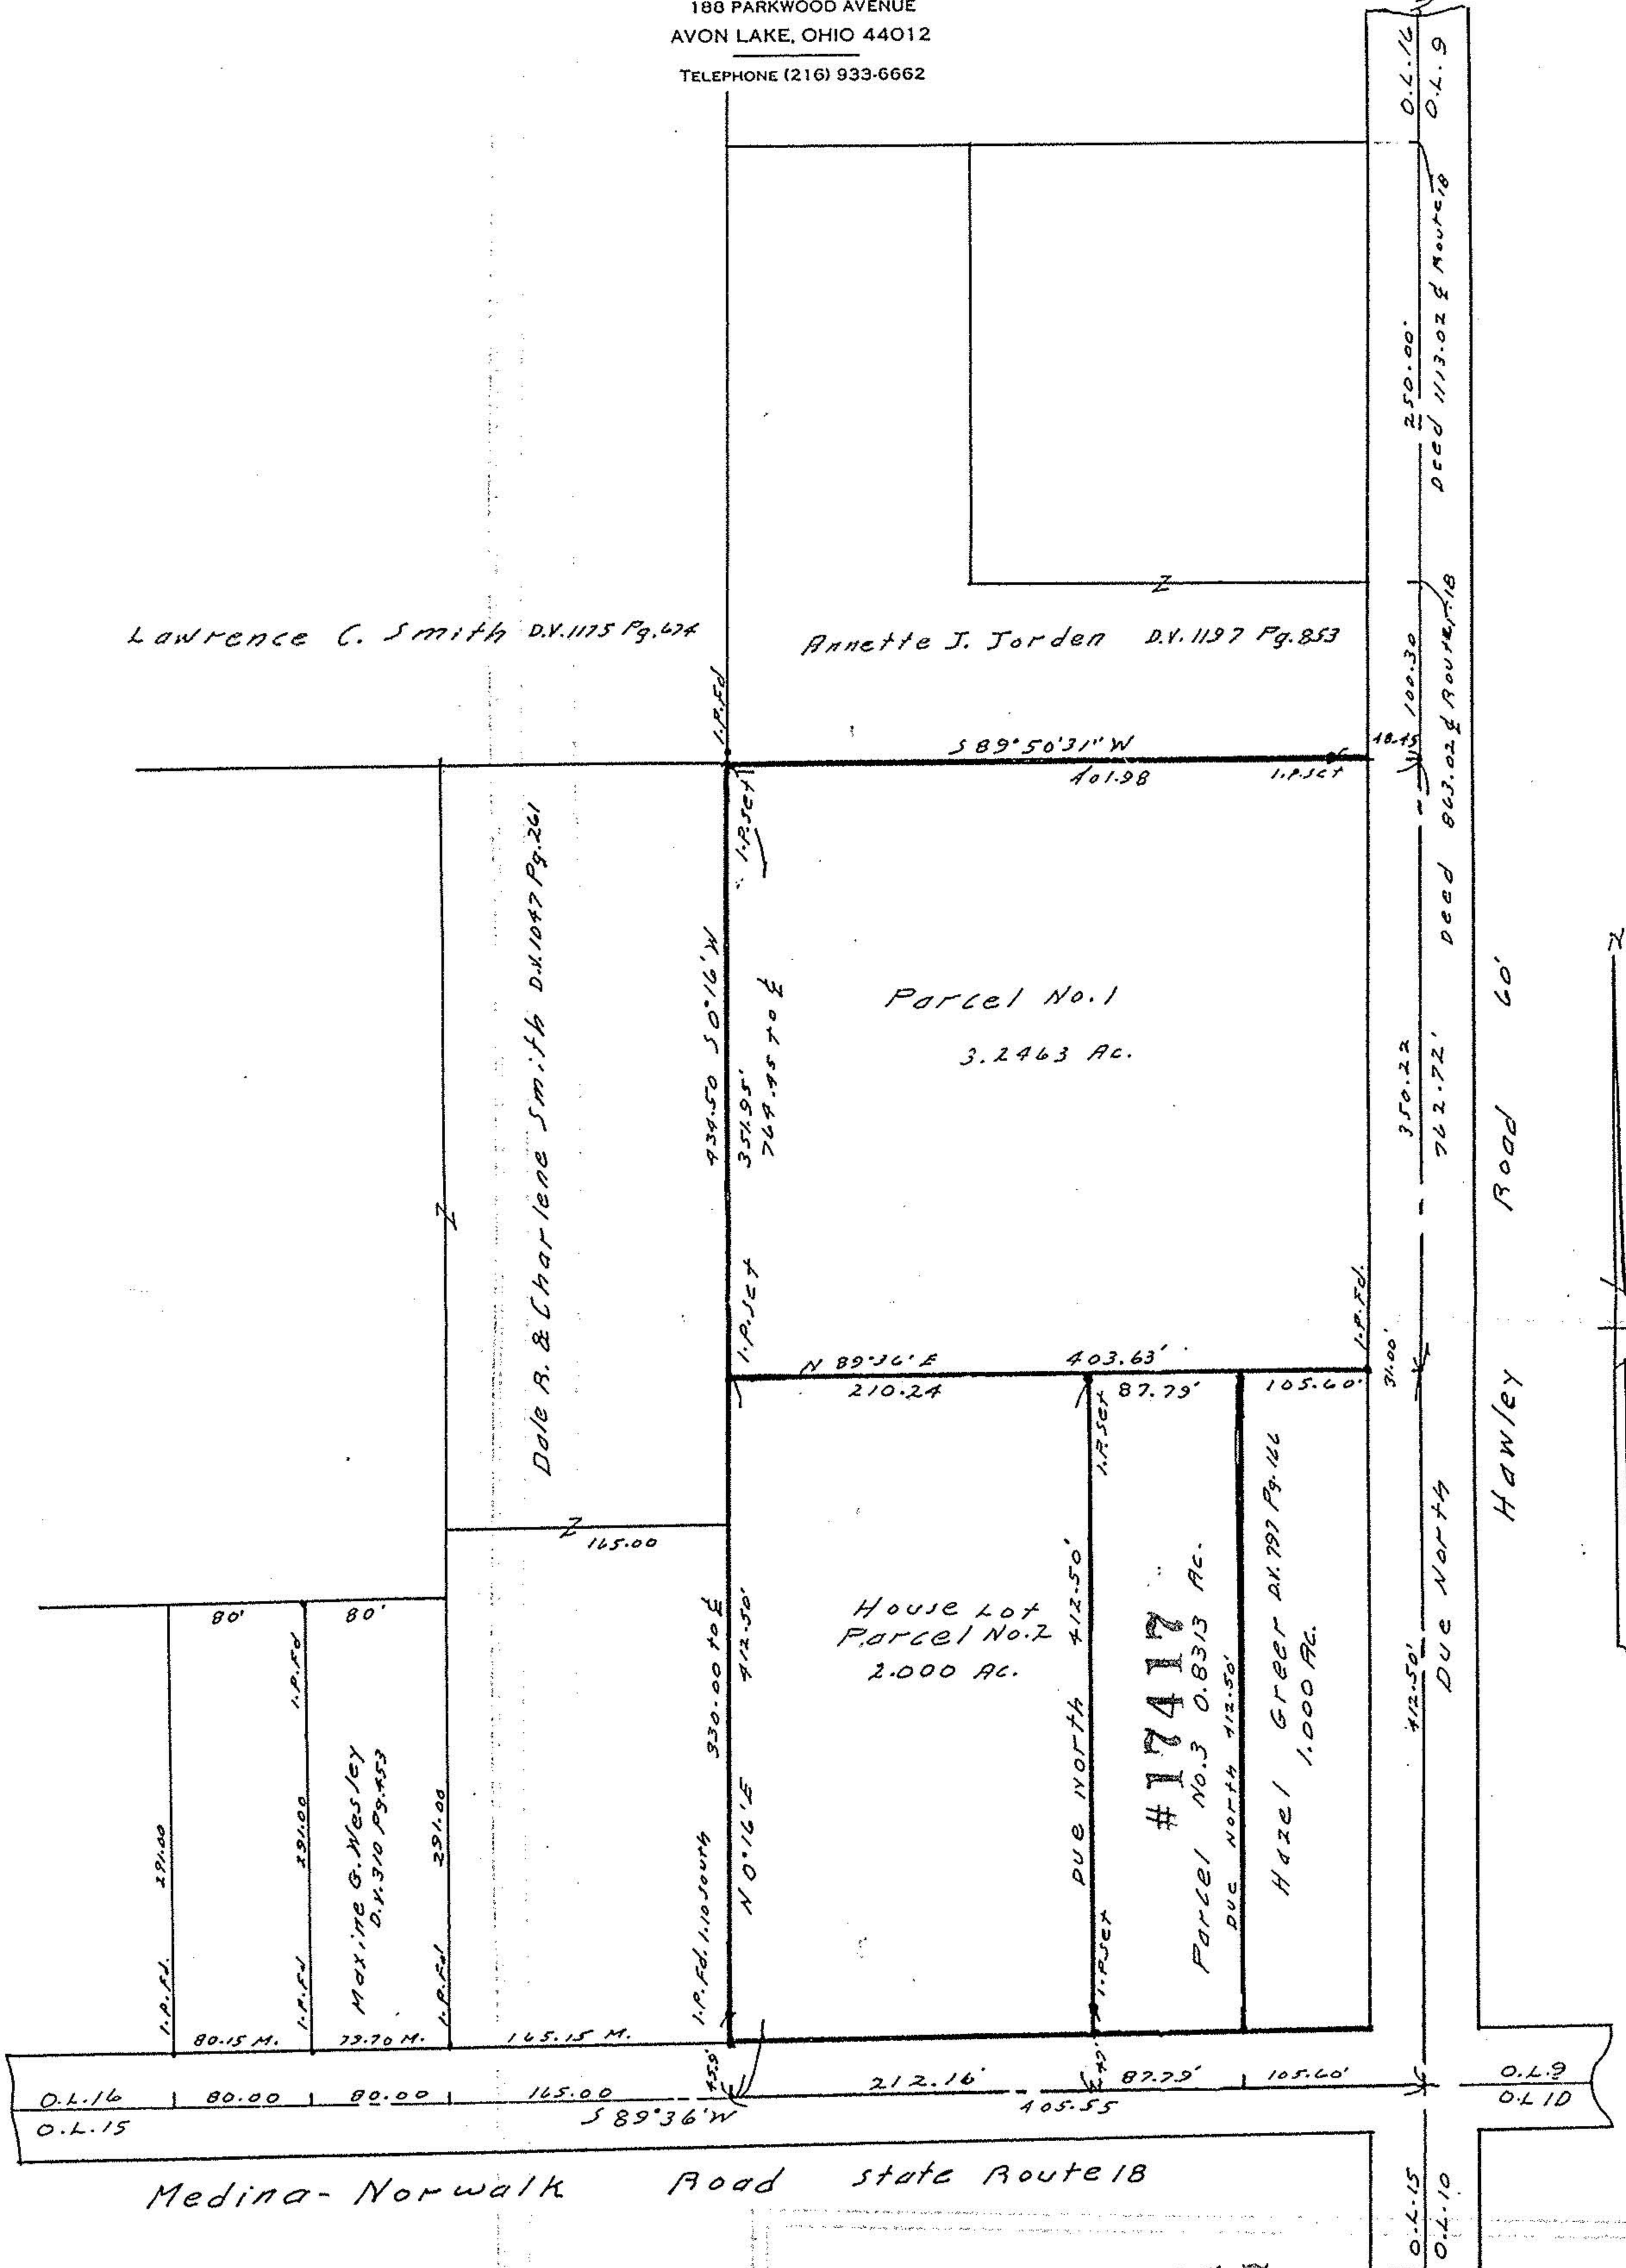 188 PARKWOOD AVENUE
AVON LAKE, OHIO 44012
TELEPHONE (216) 933-6662
O.L.16
O.L.9
250.00'
Deed 1113.02 ₵ Route 18
Lawrence C. Smith D.V.1175 Pg.674
Annette J. Jorden D.V.1197 Pg.853
100.30
Deed 863.02 ₵ Route 18
I.P.Fd
S 89°50'31" W
401.98
I.P.Set
18.45
I.P.Set
Dale R. & Charlene Smith D.V.1047 Pg.261
434.50 S 0°16' W
351.95'
764.45 to ₵
Parcel No.1
3.2463 Ac.
350.22
762.72'
Hawley Road 60'
I.P.Set
I.P.Fd.
N 89°36' E
403.63'
210.24
87.79'
105.60'
31.00'
I.P.Set
165.00
80'
80'
I.P.Fd
House Lot
Parcel No.2
2.000 Ac.
330.00 to ₵
412.50'
N 0°16' E
Due North 412.50'
#17417
Parcel No.3 0.8313 Ac.
Due North 412.50'
Hazel Greer D.V.797 Pg.166
1.000 Ac.
412.50'
Due North
291.00
291.00
Maxine G. Wesley
D.V.310 Pg.453
291.00
I.P.Fd.
I.P.Fd
I.P.Fd
I.P.Fd.1.10 South
I.P.Set
80.15 M.
79.70 M.
165.15 M.
O.L.16
80.00
80.00
165.00
212.16'
87.79'
105.60'
O.L.9
O.L.15
S 89°36' W
405.55
O.L 10
Medina-Norwalk Road State Route 18
O.L.15
O.L.10